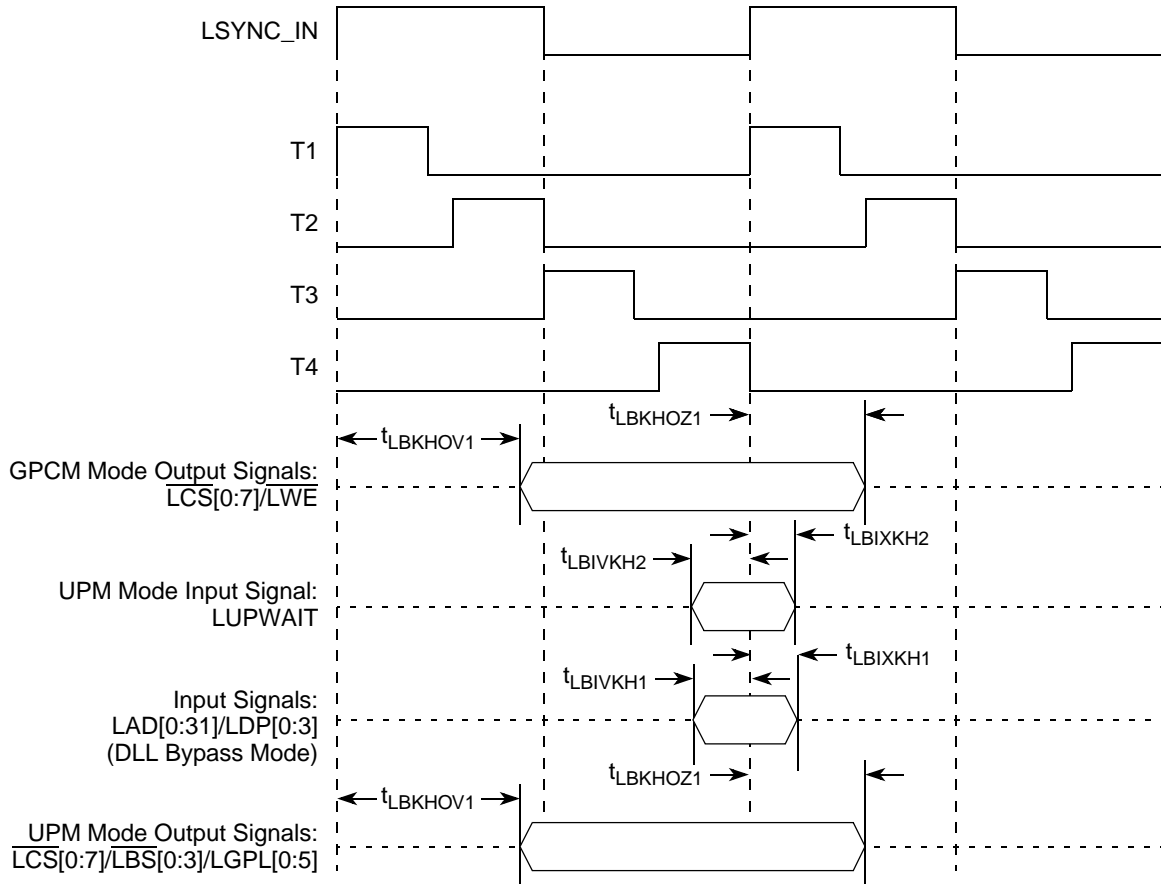 LSYNC_IN
T1
T2
T3
T4
tLBKHOZ1
tLBKHOV1
GPCM Mode Output Signals:
LCS[0:7]/LWE
tLBIXKH2
tLBIVKH2
UPM Mode Input Signal:
LUPWAIT
tLBIXKH1
tLBIVKH1
Input Signals:
LAD[0:31]/LDP[0:3]
(DLL Bypass Mode)
tLBKHOZ1
tLBKHOV1
UPM Mode Output Signals:
LCS[0:7]/LBS[0:3]/LGPL[0:5]